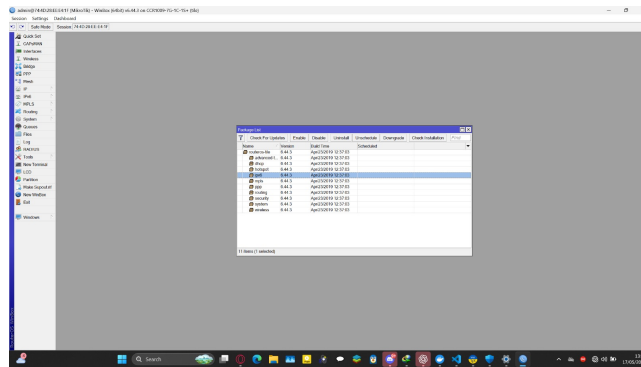 (MikroTik) - WinBox (64bit) v6.44.3 on CCR1009-7G-1C-1S+ (tile)
Session Settings Dashboard
Safe Mode Session:
Quick Set
CAPsMAN
Interfaces
Wireless
Bridge
PPP
Mesh
IP
IPv6
MPLS
Routing
System
Queues
Files
Log
RADIUS
Tools
New Terminal
LCD
Partition
Make Supout.rif
New WinBox
Exit
Windows
Package List
Check For Updates Enable Disable Uninstall Unschedule Downgrade Check Installation Find
Name Version Build Time Scheduled
routeros-tile 6.44.3 Apr/23/2019 12:37:03
advanced-t... 6.44.3 Apr/23/2019 12:37:03
dhcp 6.44.3 Apr/23/2019 12:37:03
hotspot 6.44.3 Apr/23/2019 12:37:03
ipv6 6.44.3 Apr/23/2019 12:37:03
mpls 6.44.3 Apr/23/2019 12:37:03
ppp 6.44.3 Apr/23/2019 12:37:03
routing 6.44.3 Apr/23/2019 12:37:03
security 6.44.3 Apr/23/2019 12:37:03
system 6.44.3 Apr/23/2019 12:37:03
wireless 6.44.3 Apr/23/2019 12:37:03
11 items (1 selected)
Search